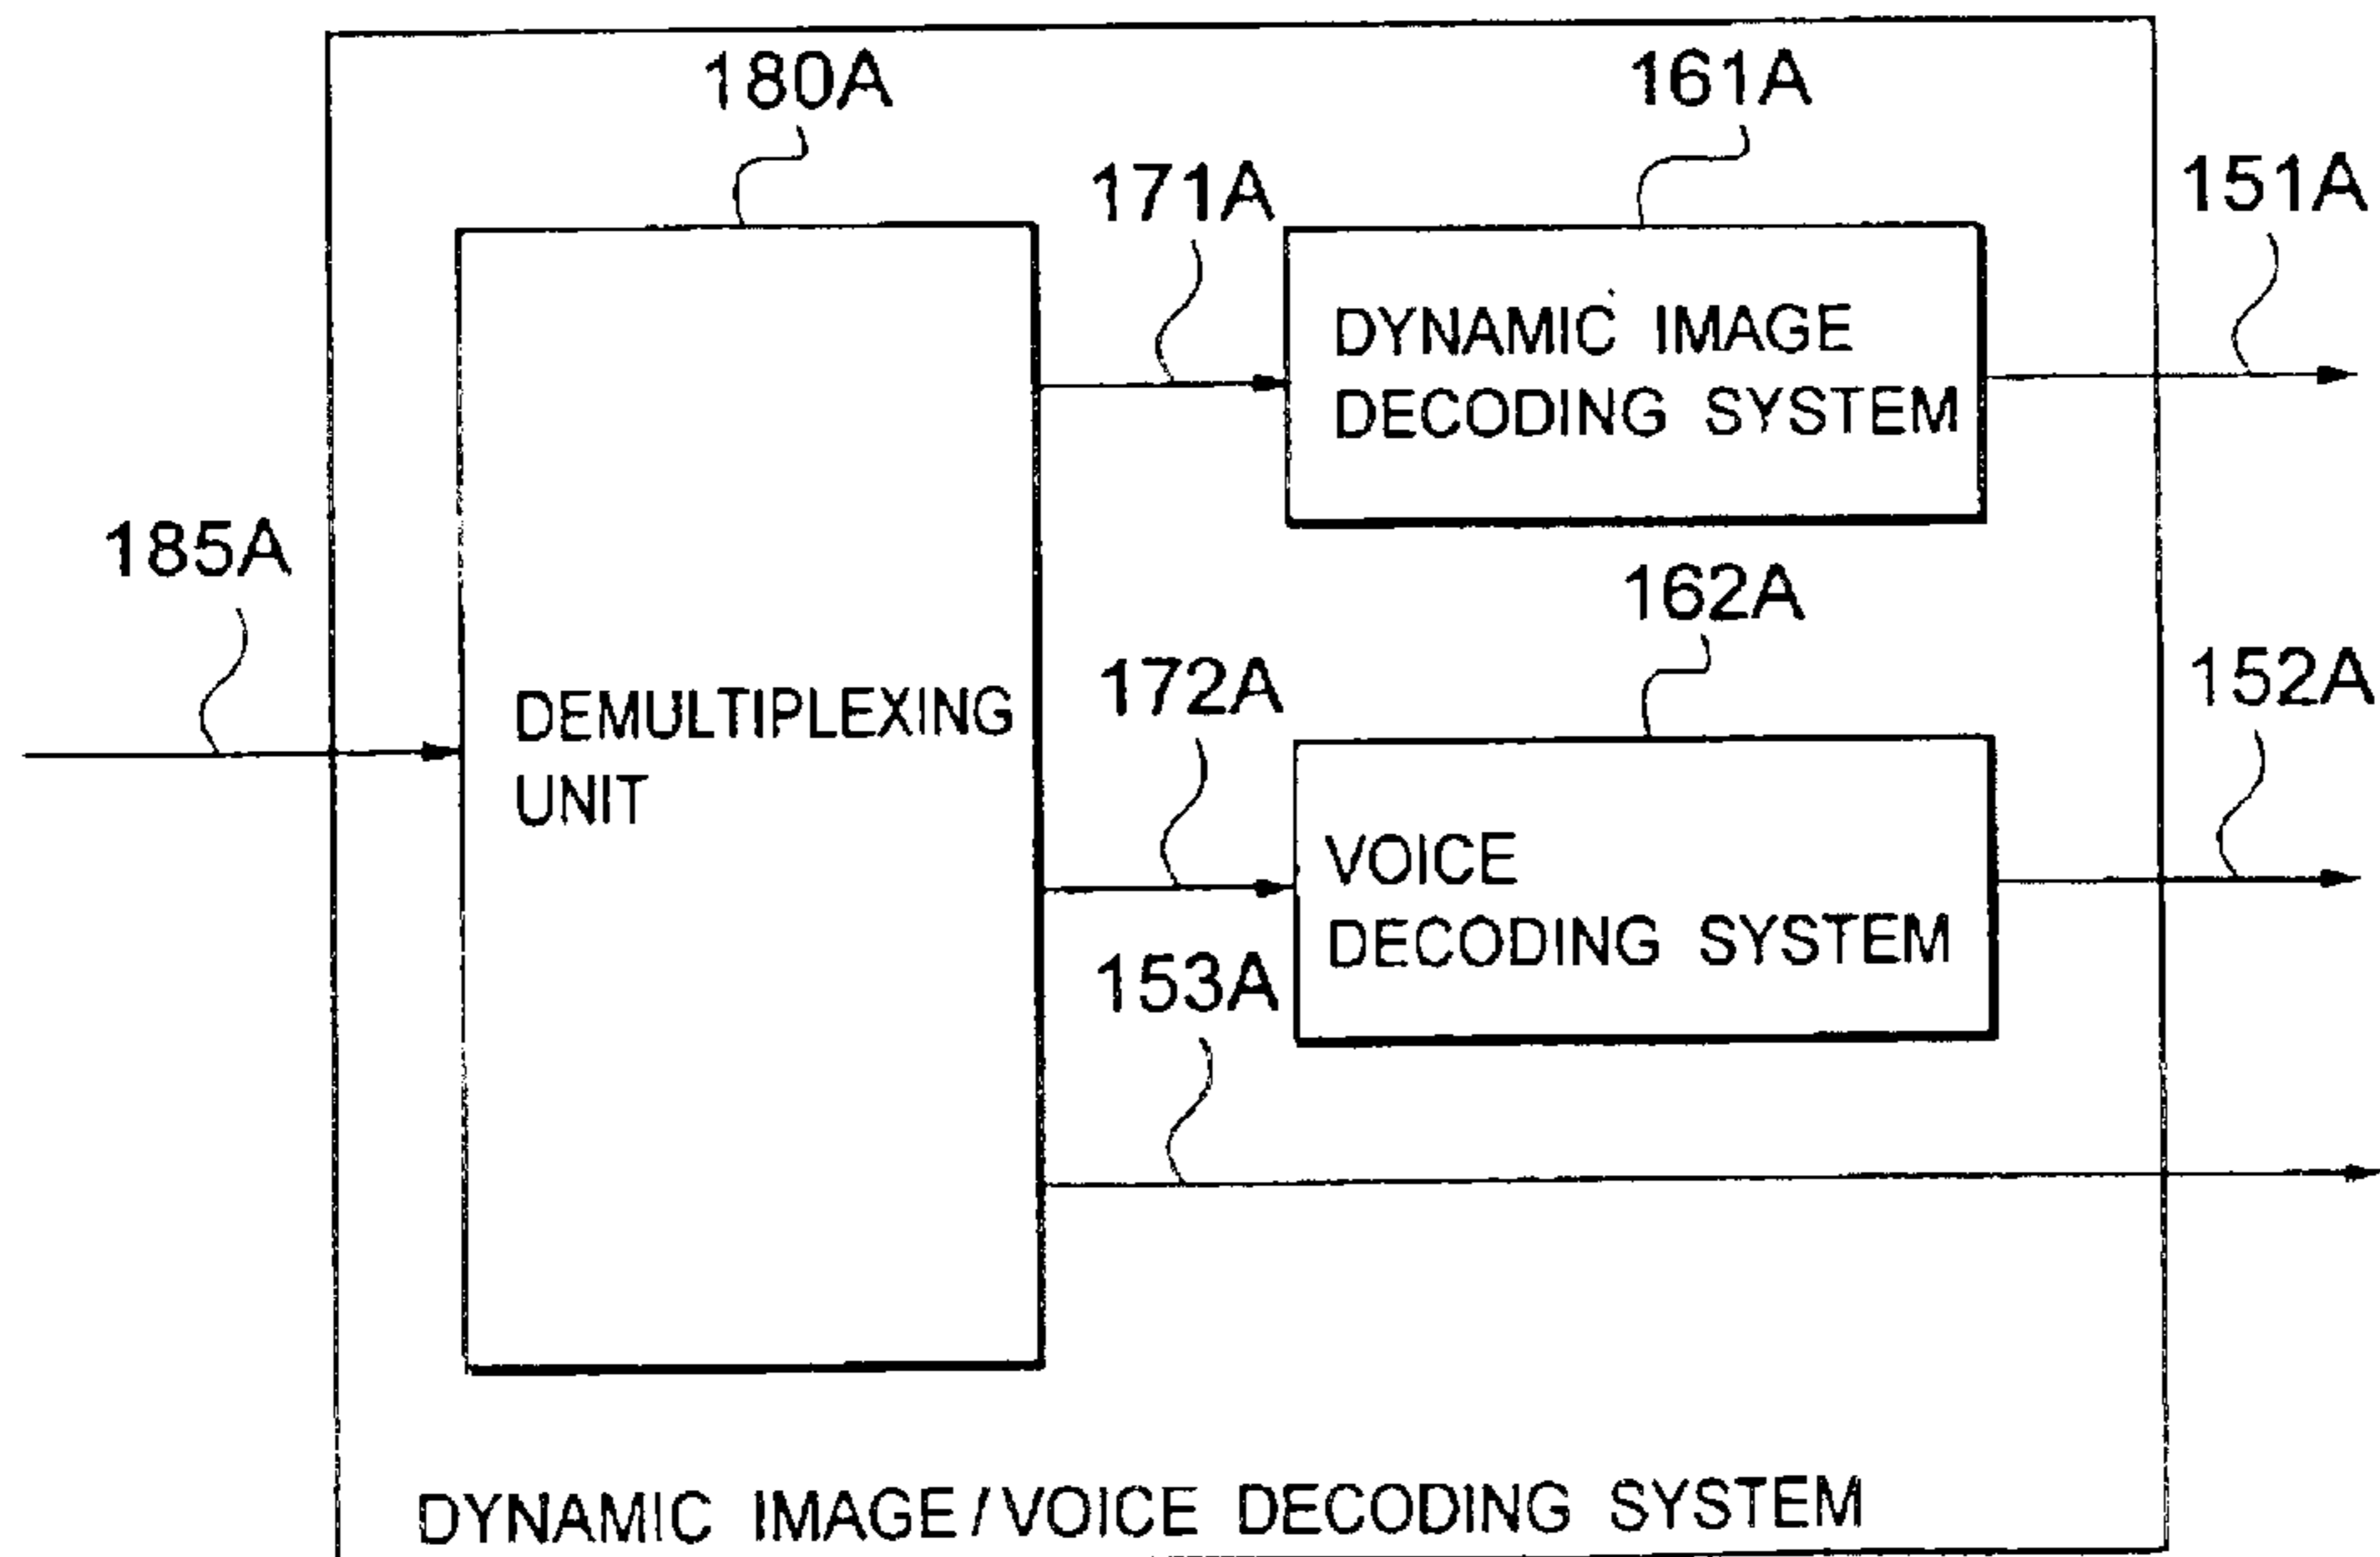 180A
161A
171A
151A
DYNAMIC IMAGE
DECODING SYSTEM
185A
162A
172A
152A
DEMULTIPLEXING
UNIT
VOICE
DECODING SYSTEM
153A
DYNAMIC IMAGE/VOICE DECODING SYSTEM